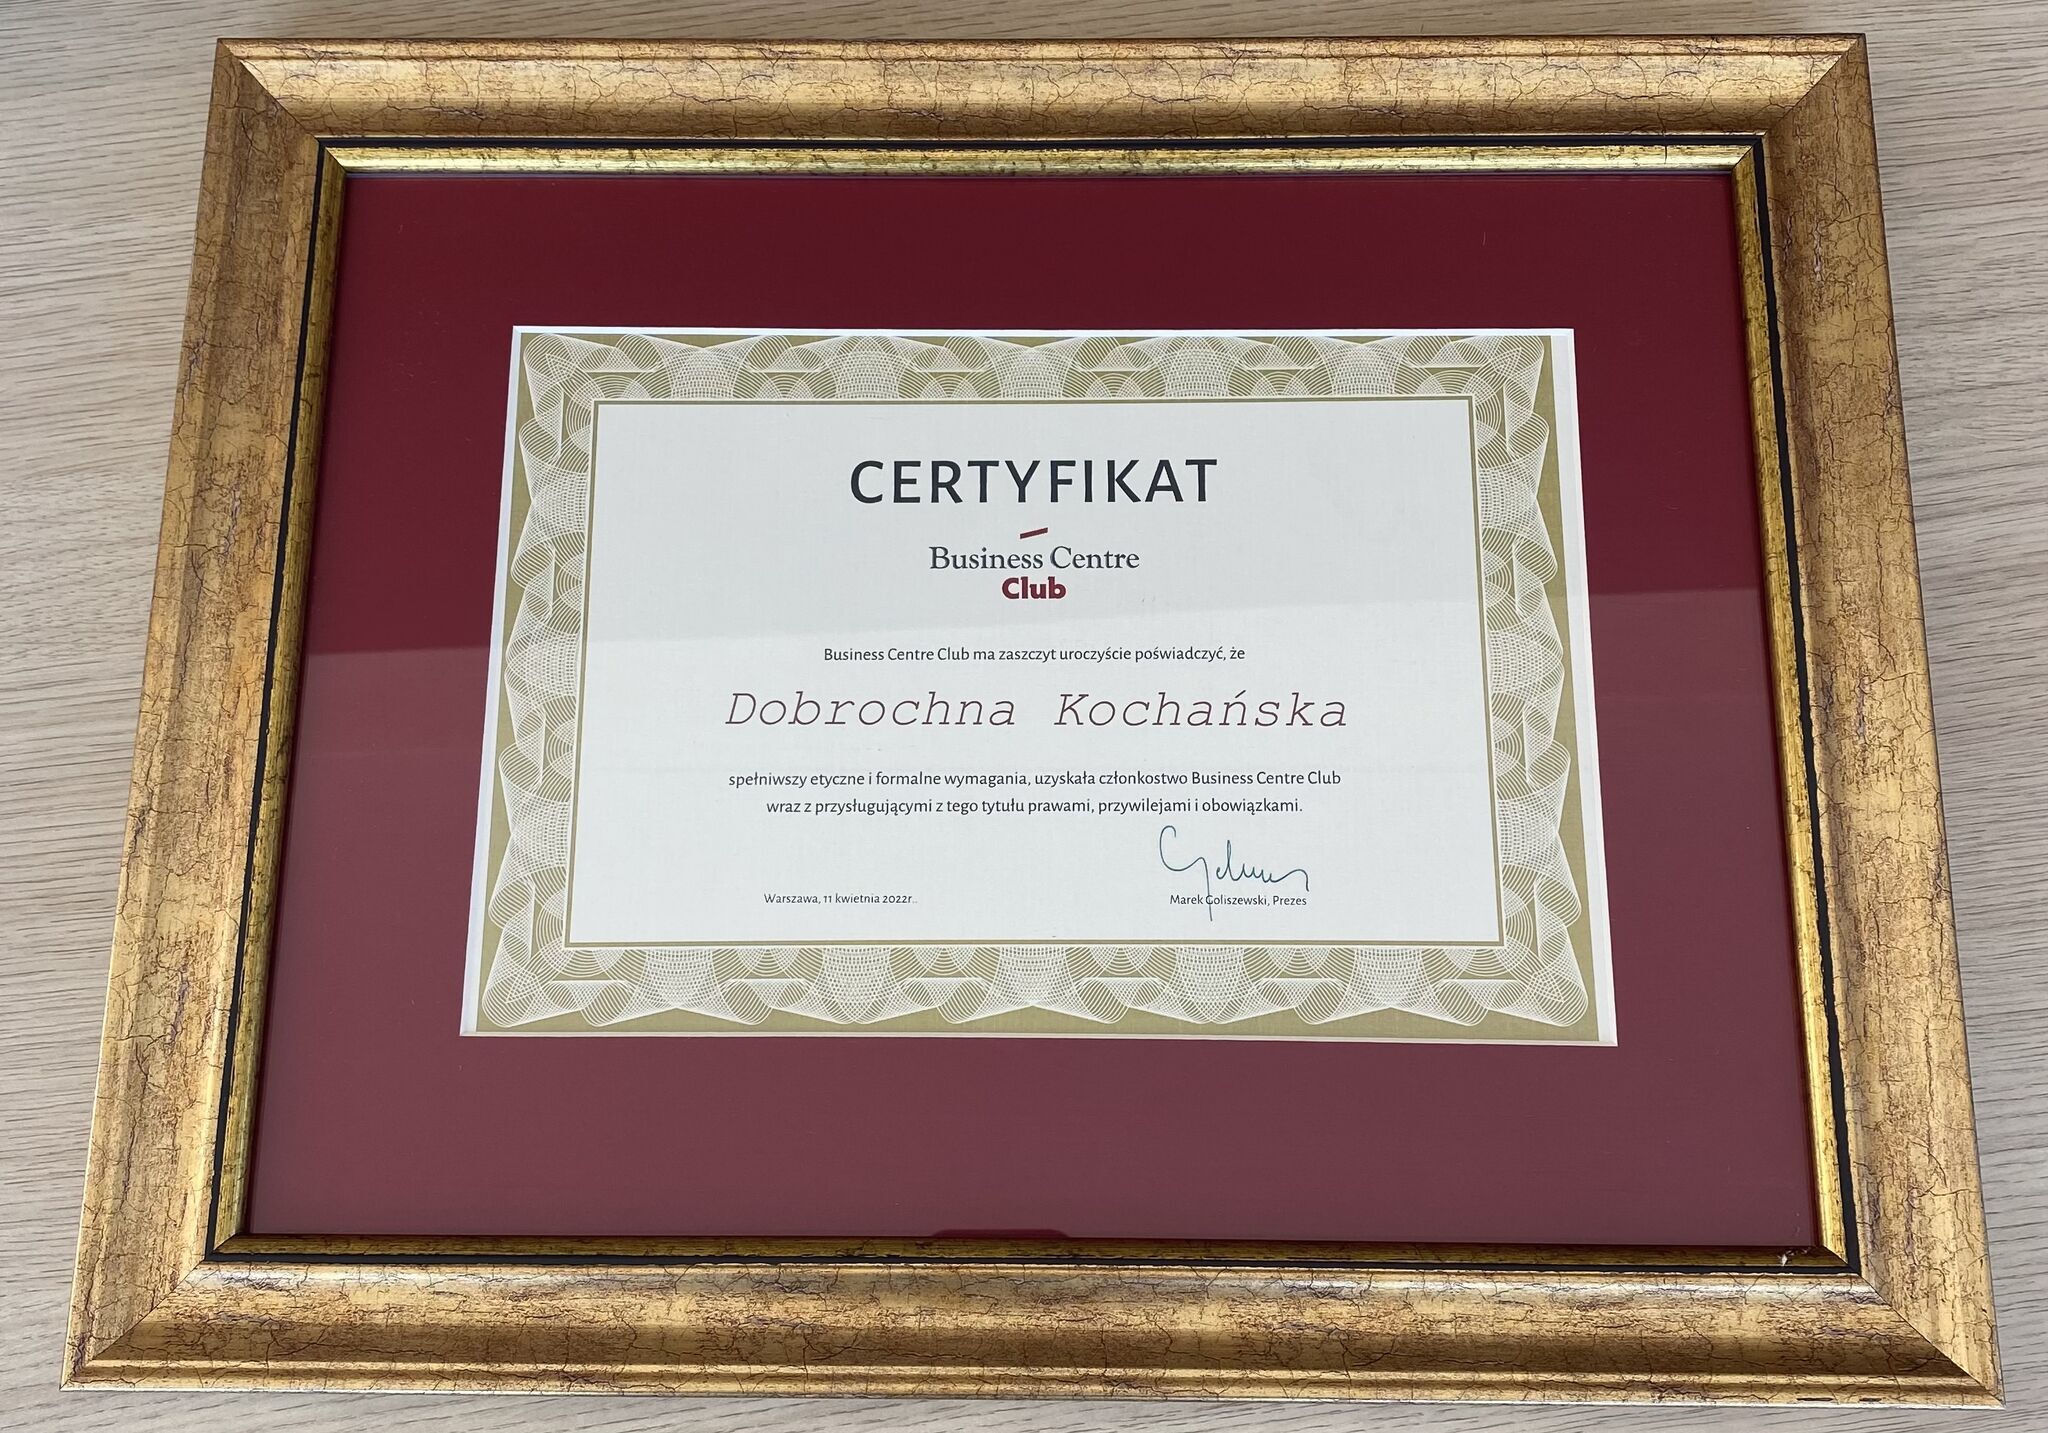 CERTYFIKAT
Business Centre
Club
Business Centre Club ma zaszczyt uroczyście poświadczyć, że
Dobrochna Kochańska
spełniwszy etyczne i formalne wymagania, uzyskała członkostwo Business Centre Club
wraz z przysługującymi z tego tytułu prawami, przywilejami i obowiązkami.
Warszawa, 11 kwietnia 2022r..
Marek Goliszewski, Prezes